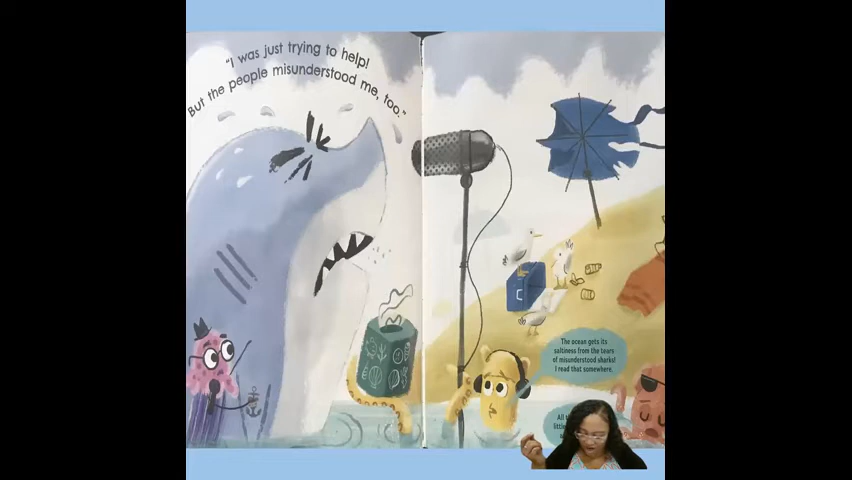 "I was just trying to help!
But the people misunderstood me, too."
The ocean gets its
saltiness from the tears
of misunderstood sharks!
I read that somewhere.
All